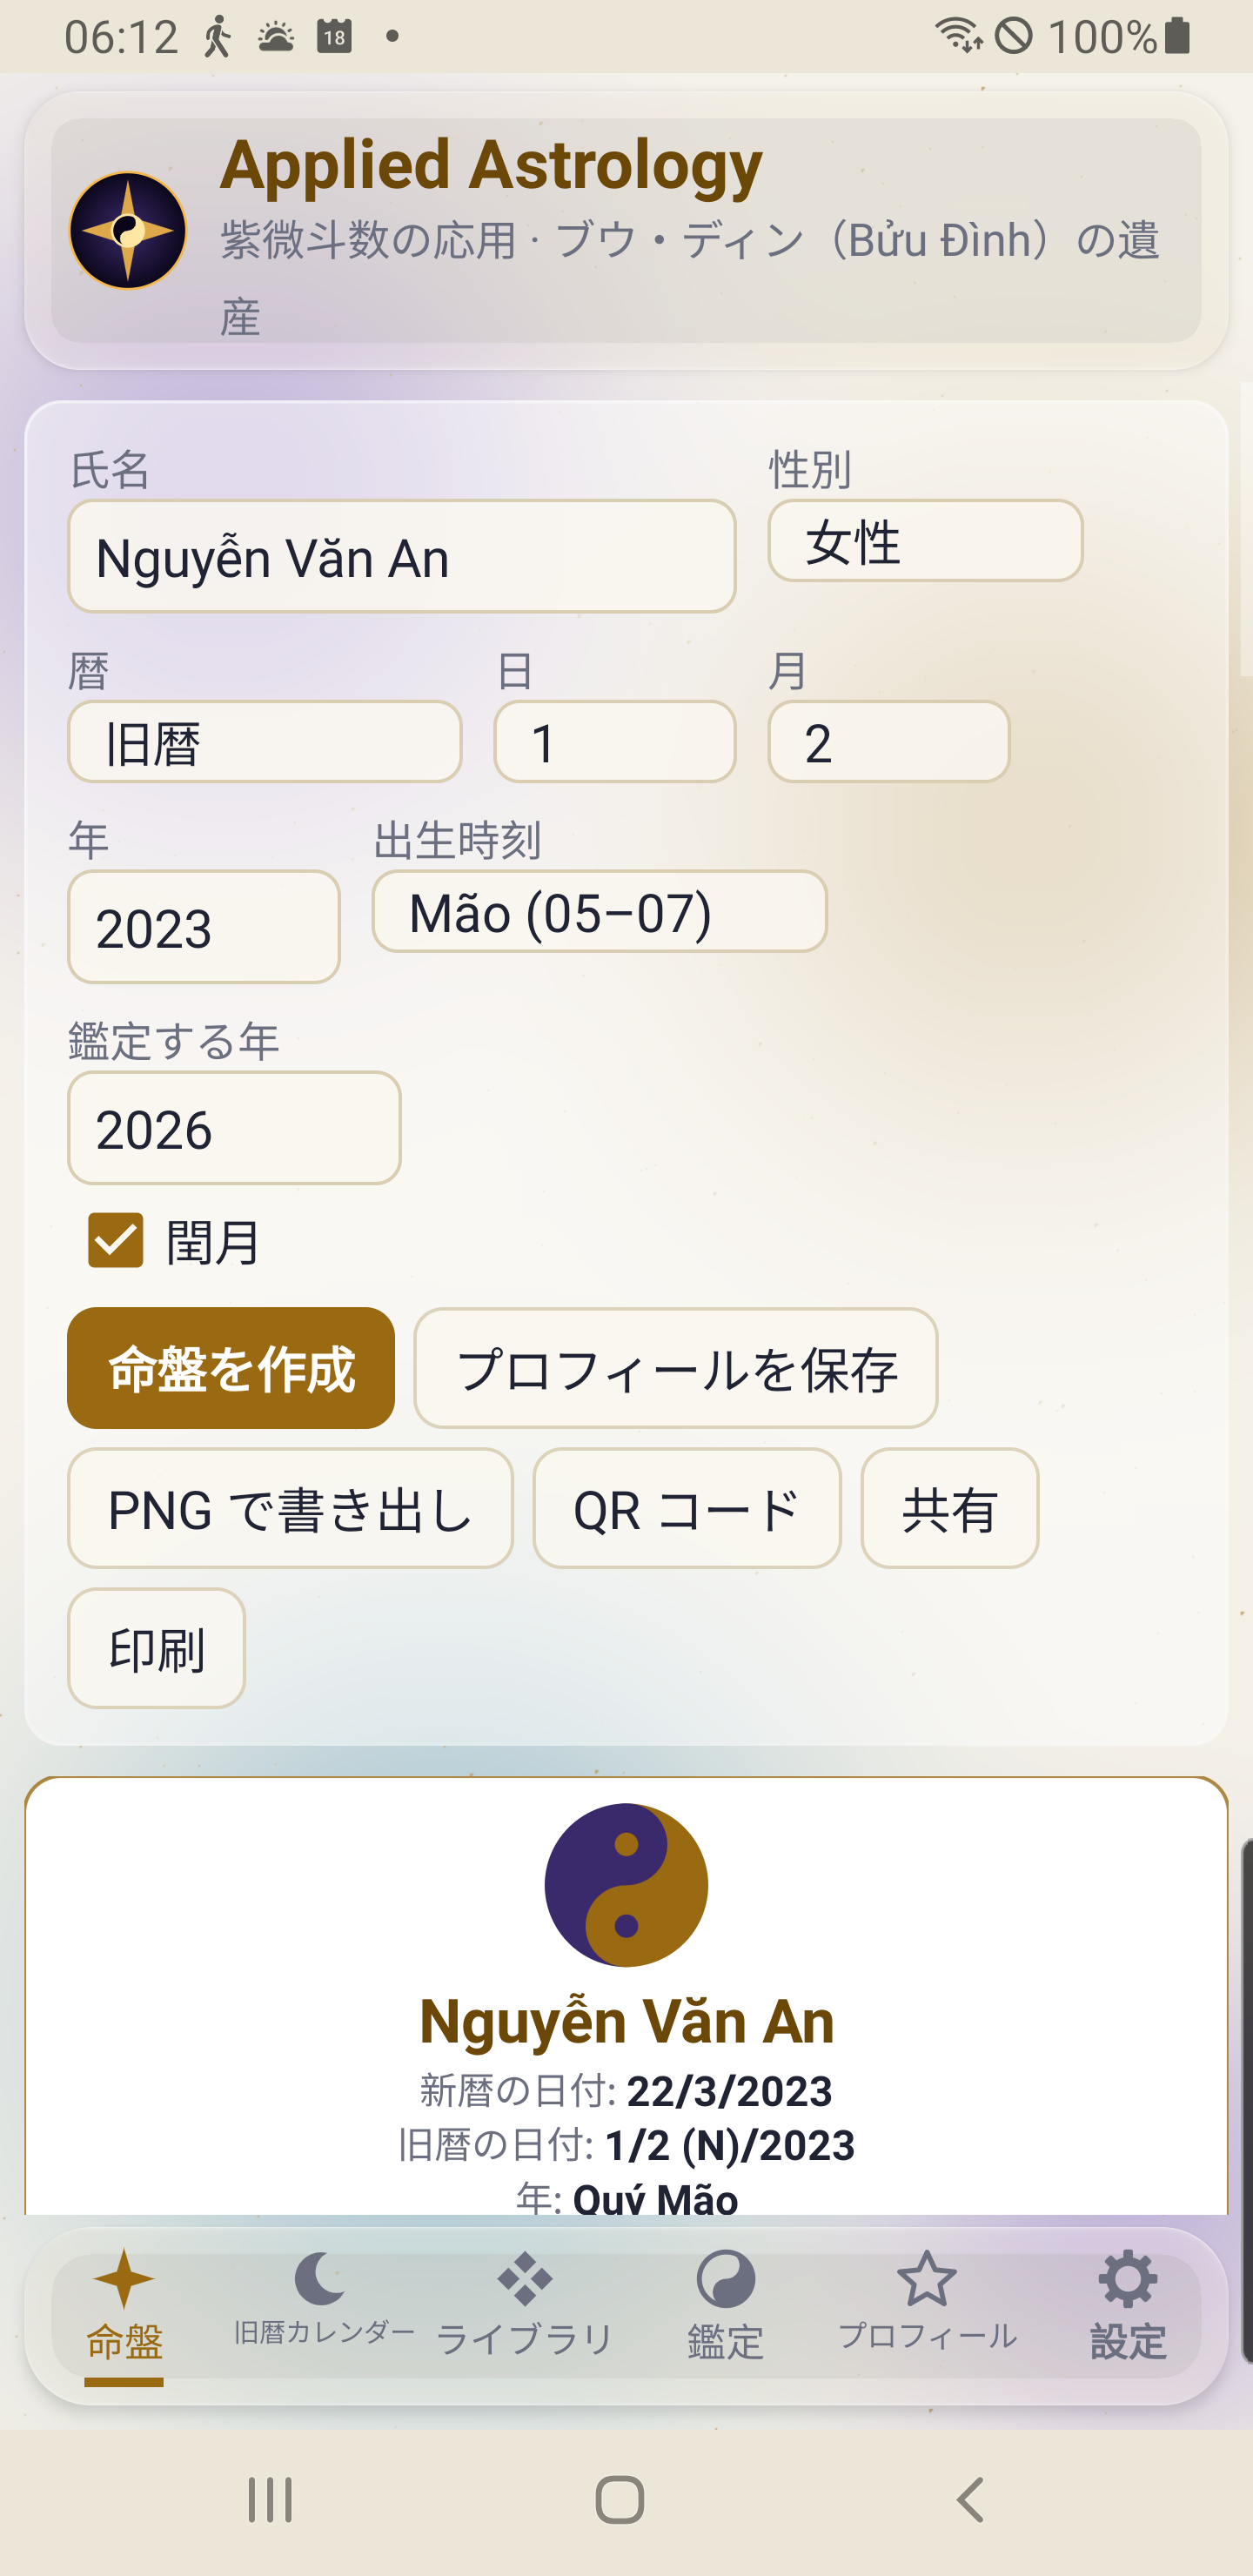 06:12
18
100%
Applied Astrology
紫微斗数の応用 · ブウ・ディン（Bửu Đình）の遺
産
氏名
性別
Nguyễn Văn An
女性
暦
日
月
旧暦
1
2
年
出生時刻
2023
Mão (05–07)
鑑定する年
2026
閏月
命盤を作成
プロフィールを保存
PNG で書き出し
QR コード
共有
印刷
Nguyễn Văn An
新暦の日付: 22/3/2023
旧暦の日付: 1/2 (N)/2023
年: Quý Mão
命盤
旧暦カレンダー
ライブラリ
鑑定
プロフィール
設定